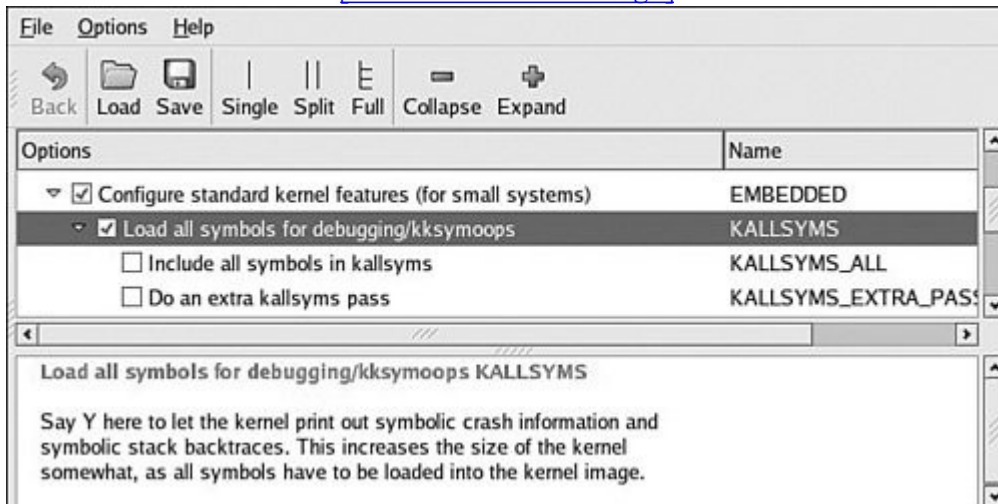 File Options Help
Back Load Save Single Split Full Collapse Expand
Options Name
Configure standard kernel features (for small systems) EMBEDDED
Load all symbols for debugging/kksymoops KALLSYMS
Include all symbols in kallsyms KALLSYMS_ALL
Do an extra kallsyms pass KALLSYMS_EXTRA_PASS
Load all symbols for debugging/kksymoops KALLSYMS
Say Y here to let the kernel print out symbolic crash information and
symbolic stack backtraces. This increases the size of the kernel
somewhat, as all symbols have to be loaded into the kernel image.